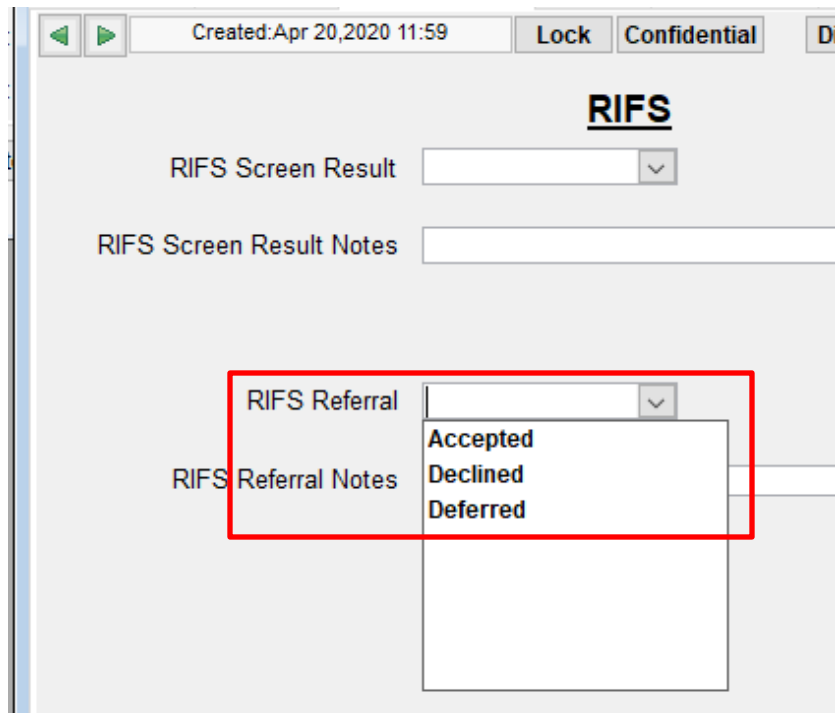 Created:Apr 20,2020 11:59 Lock Confidential
RIFS
RIFS Screen Result
RIFS Screen Result Notes
RIFS Referral
Accepted
RIFS Referral Notes Declined
Deferred